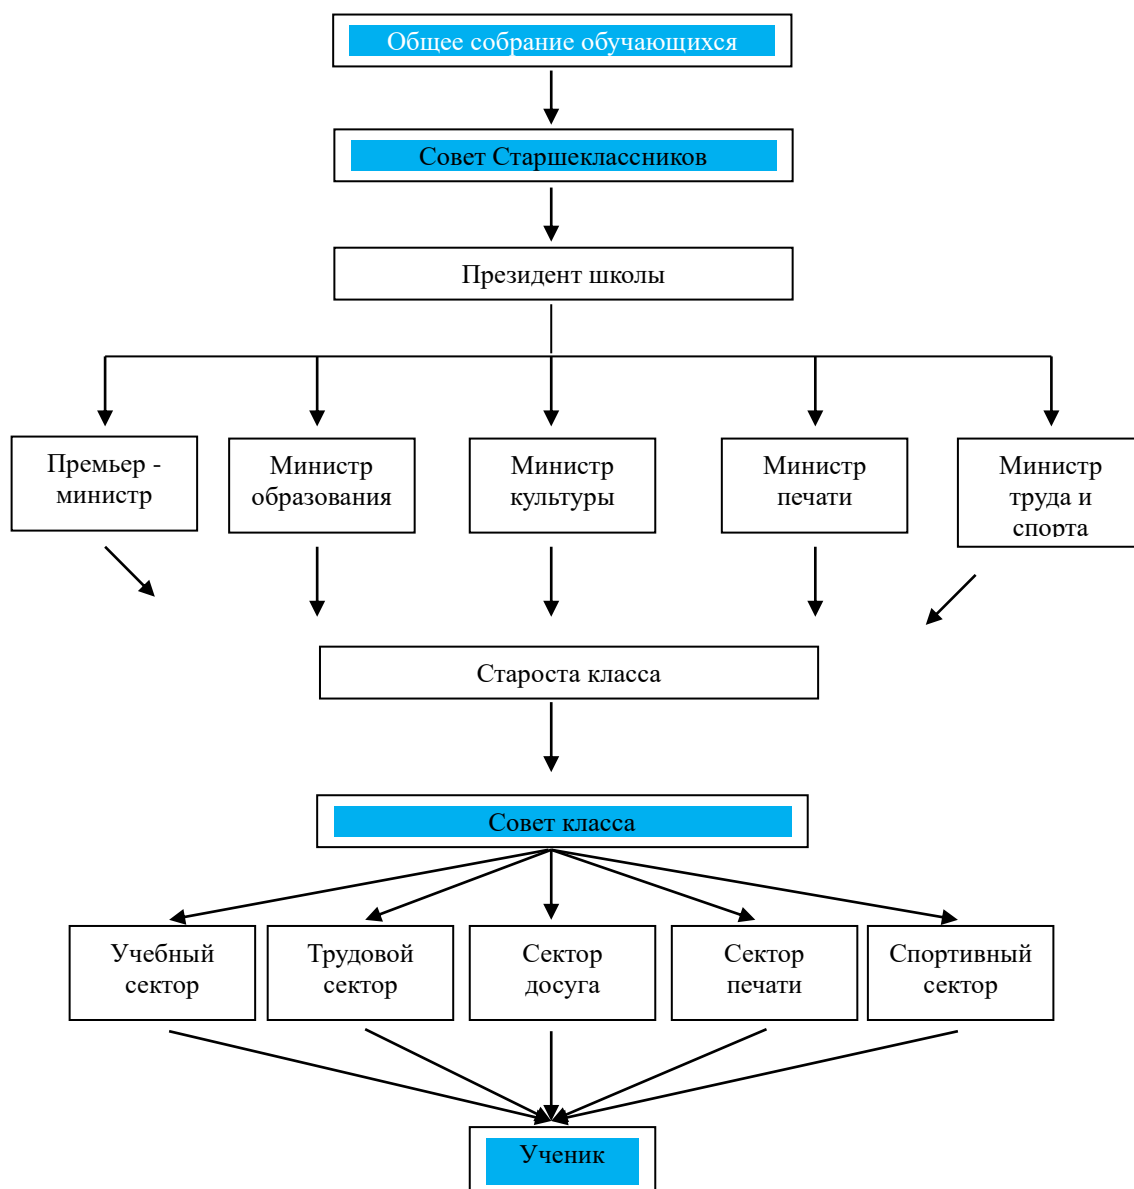 Общее собрание обучающихся
Совет Старшеклассников
Президент школы
Премьер -
министр
Министр
образования
Министр
культуры
Министр
печати
Министр
труда и
спорта
Староста класса
Совет класса
Учебный
сектор
Трудовой
сектор
Сектор
досуга
Сектор
печати
Спортивный
сектор
Ученик